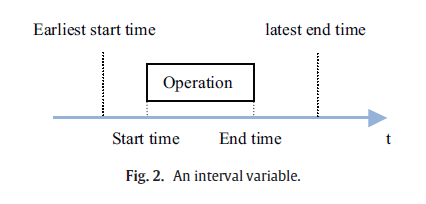 Earliest start time latest end time
Operation
Start time End time t
Fig. 2. An interval variable.